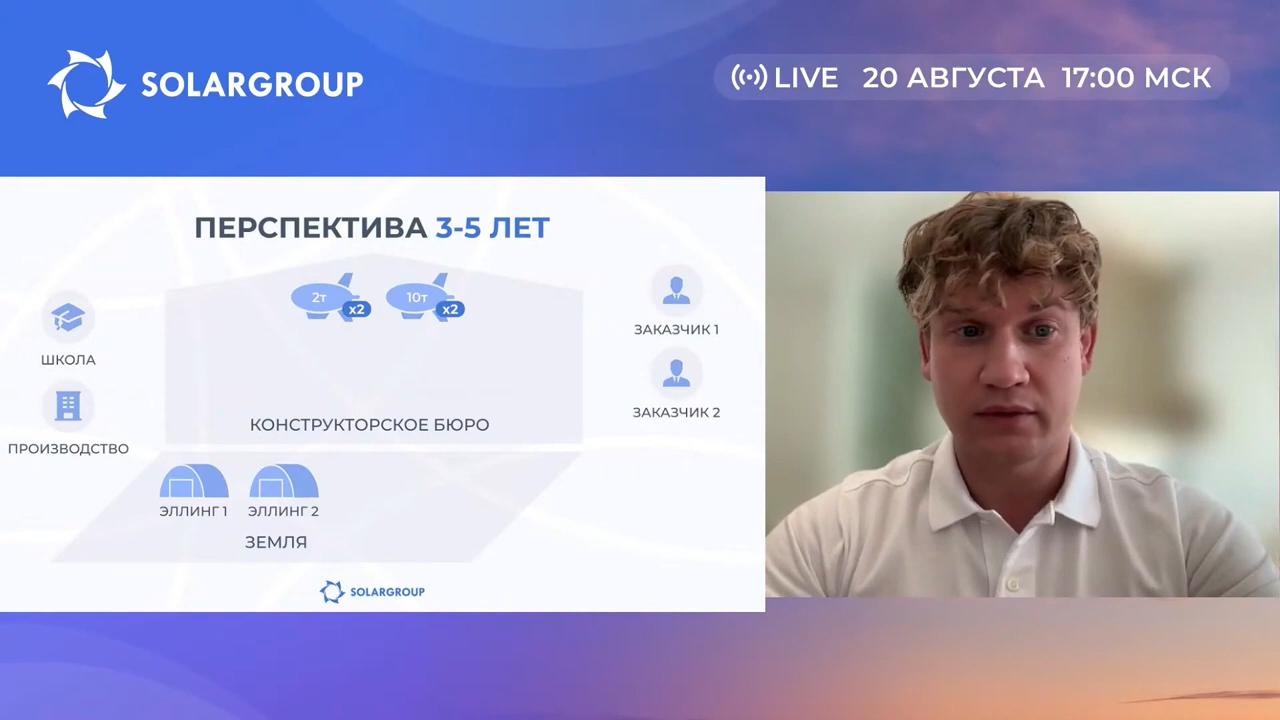 SOLARGROUP
LIVE 20 АВГУСТА 17:00 МСК
ПЕРСПЕКТИВА 3-5 ЛЕТ
2т
x2
10т
x2
ШКОЛА
ПРОИЗВОДСТВО
ЗАКАЗЧИК 1
ЗАКАЗЧИК 2
КОНСТРУКТОРСКОЕ БЮРО
ЭЛЛИНГ 1
ЭЛЛИНГ 2
ЗЕМЛЯ
SOLARGROUP